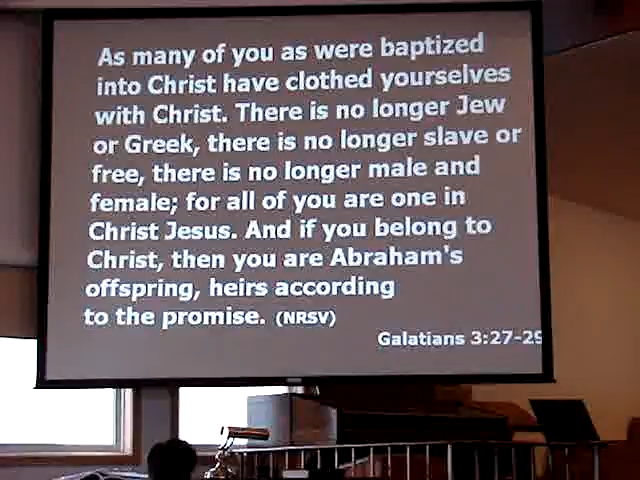 As many of you as were baptized
into Christ have clothed yourselves
with Christ. There is no longer Jew
or Greek, there is no longer slave or
free, there is no longer male and
female; for all of you are one in
Christ Jesus. And if you belong to
Christ, then you are Abraham's
offspring, heirs according
to the promise. (NRSV)
Galatians 3:27-29